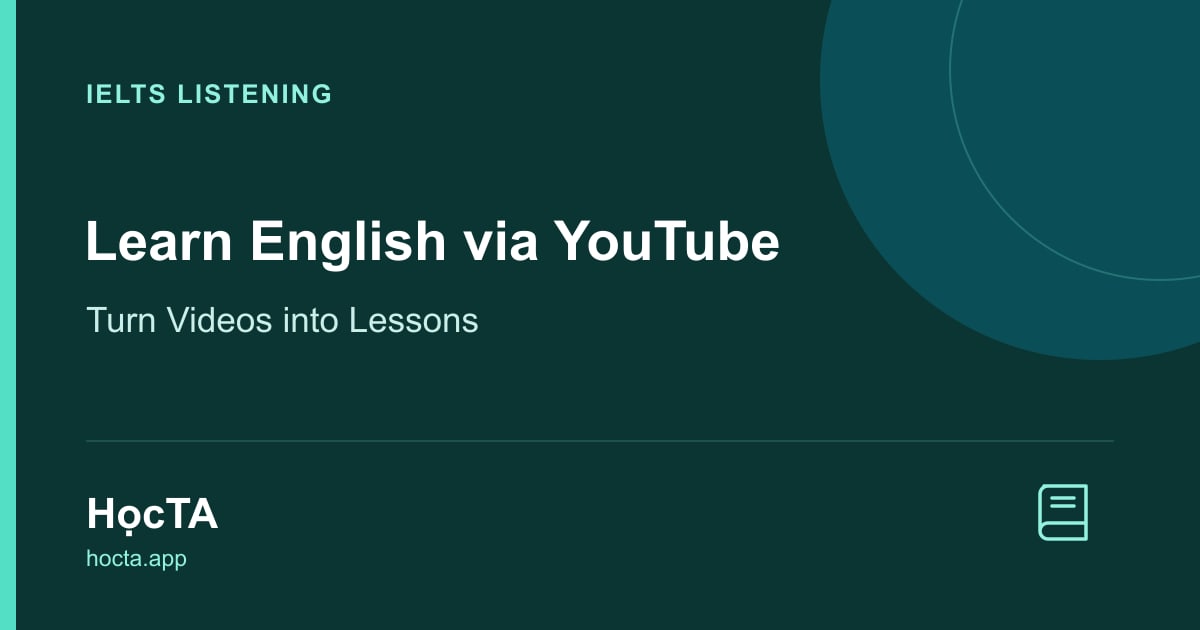 IELTS LISTENING
Learn English via YouTube
Turn Videos into Lessons
HọcTA
hocta.app